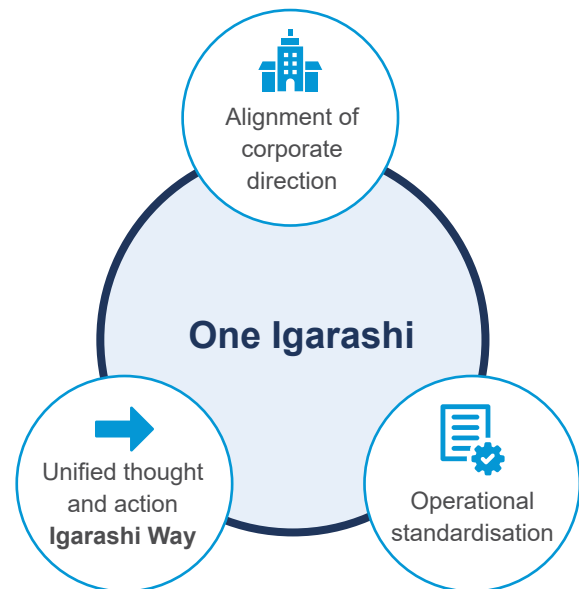 Alignment of
corporate
direction
One Igarashi
Unified thought
and action
Igarashi Way
Operational
standardisation